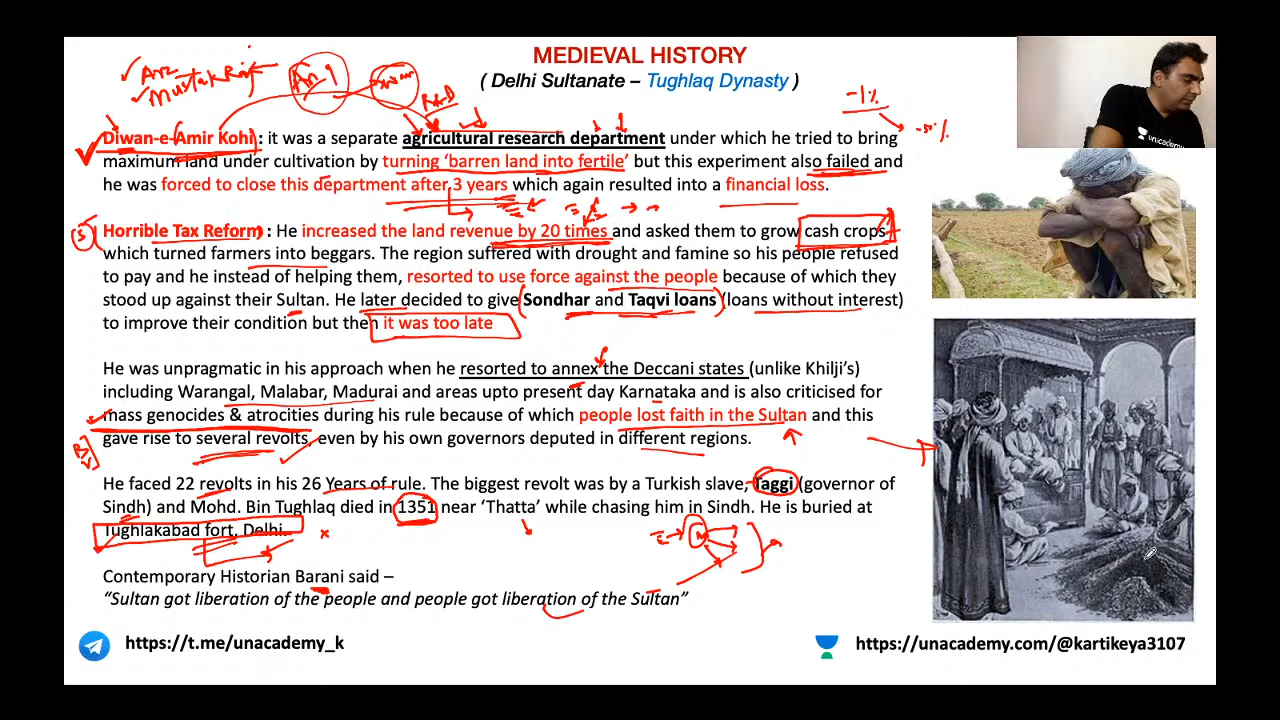 MEDIEVAL HISTORY
( Delhi Sultanate – Tughlaq Dynasty )
Arz
Mustakhraj
R&D
-1%
-50%
unacademy
Diwan-e-Amir Kohi : it was a separate agricultural research department under which he tried to bring
maximum land under cultivation by turning ‘barren land into fertile’ but this experiment also failed and
he was forced to close this department after 3 years which again resulted into a financial loss.
5
Horrible Tax Reform : He increased the land revenue by 20 times and asked them to grow cash crops
which turned farmers into beggars. The region suffered with drought and famine so his people refused
to pay and he instead of helping them, resorted to use force against the people because of which they
stood up against their Sultan. He later decided to give Sondhar and Taqvi loans (loans without interest)
to improve their condition but then it was too late
He was unpragmatic in his approach when he resorted to annex the Deccani states (unlike Khilji’s)
including Warangal, Malabar, Madurai and areas upto present day Karnataka and is also criticised for
mass genocides & atrocities during his rule because of which people lost faith in the Sultan and this
gave rise to several revolts, even by his own governors deputed in different regions.
He faced 22 revolts in his 26 Years of rule. The biggest revolt was by a Turkish slave, Taggi (governor of
Sindh) and Mohd. Bin Tughlaq died in 1351 near ‘Thatta’ while chasing him in Sindh. He is buried at
Tughlakabad fort, Delhi.
Contemporary Historian Barani said –
“Sultan got liberation of the people and people got liberation of the Sultan”
https://t.me/unacademy_k
https://unacademy.com/@kartikeya3107